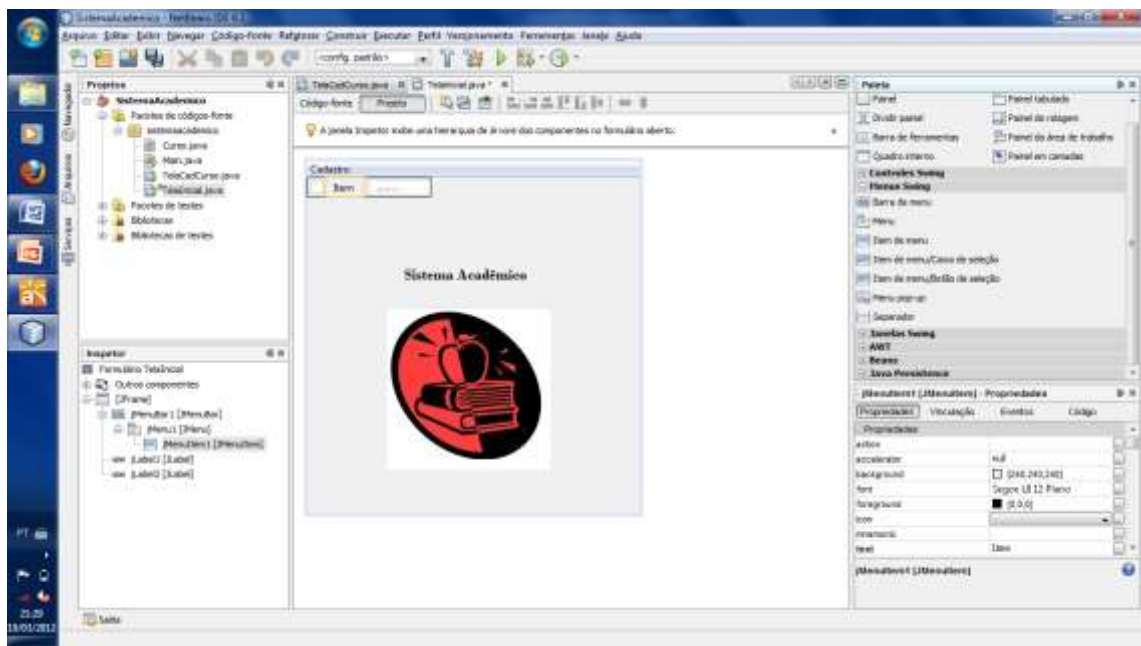 SistemaAcademico - NetBeans IDE
Arquivo Editar Exibir Navegar Código-Fonte Refatorar Construir Executar Perfil Ferramentas Janela Ajuda
Projetos
SistemaAcademico
Pacotes de códigos-fonte
sistemaacademico
Curso.java
Main.java
TelaCadCurso.java
TelaInicial.java
Pacotes de testes
Bibliotecas
Bibliotecas de testes
Navegador
Arquivos
Serviços
Inspetor
Formulário TelaInicial
Outros componentes
[JFrame]
jMenuBar1 [JMenuBar]
jMenu1 [JMenu]
jMenuItem1 [JMenuItem]
jLabel1 [JLabel]
jLabel2 [JLabel]
TelaCadCurso.java
TelaInicial.java *
Código-fonte Projeto
A janela Inspetor exibe uma hierarquia de árvore dos componentes no formulário aberto.
Cadastro
Item
Sistema Acadêmico
Paleta
Painel
Painel tabulado
Dividir painel
Painel de rolagem
Barra de ferramentas
Painel da área de trabalho
Quadro interno
Painel em camadas
Controles Swing
Menus Swing
Barra de menu
Menu
Item de menu
Item de menu/Caixa de seleção
Item de menu/Botão de seleção
Menu pop-up
Separador
Janelas Swing
AWT
Beans
Java Persistence
jMenuItem1 [JMenuItem] - Propriedades
Propriedades Vinculação Eventos Código
Propriedades
action
accelerator null
background [240,240,240]
font Segoe UI 12 Plano
foreground [0,0,0]
icon
mnemonic
text Item
jMenuItem1 [JMenuItem]
Saída
PT
21:29
19/01/2012